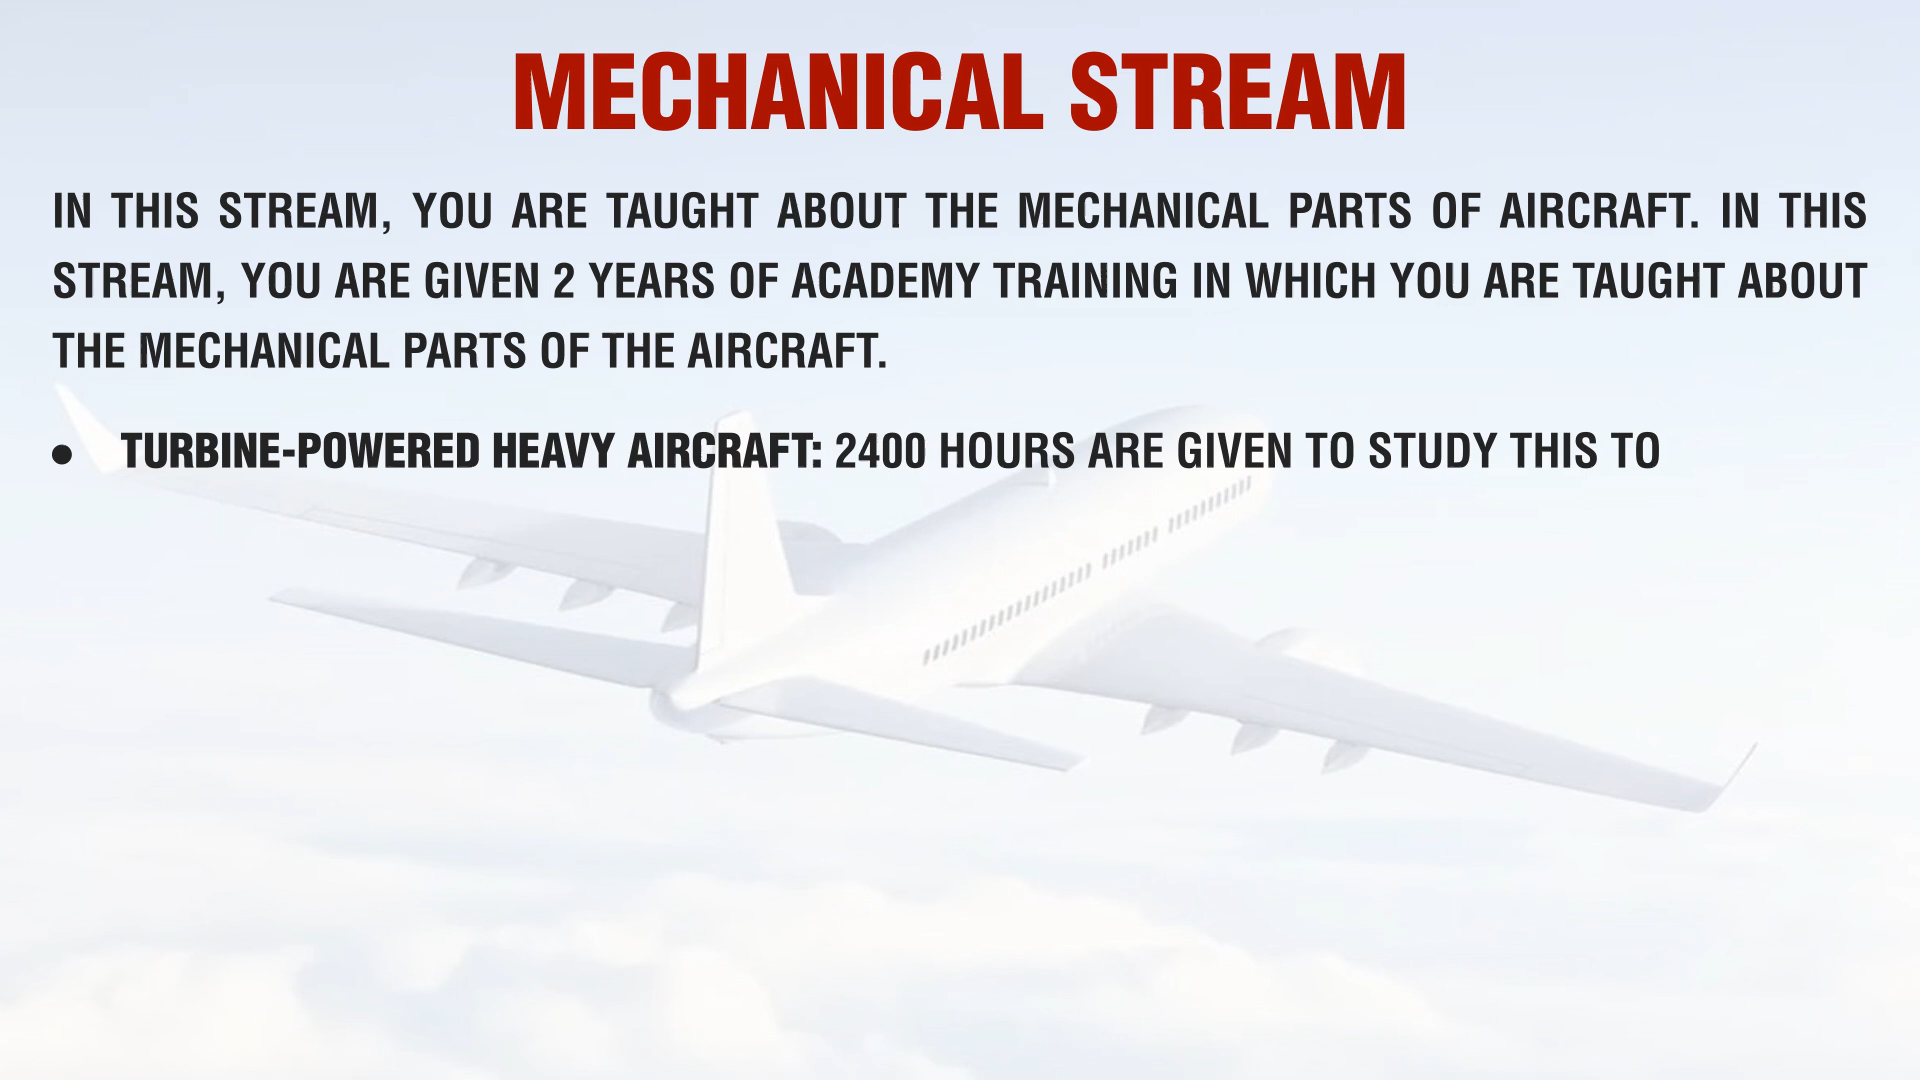 MECHANICAL STREAM
IN THIS STREAM, YOU ARE TAUGHT ABOUT THE MECHANICAL PARTS OF AIRCRAFT. IN THIS
STREAM, YOU ARE GIVEN 2 YEARS OF ACADEMY TRAINING IN WHICH YOU ARE TAUGHT ABOUT
THE MECHANICAL PARTS OF THE AIRCRAFT.
● TURBINE-POWERED HEAVY AIRCRAFT: 2400 HOURS ARE GIVEN TO STUDY THIS TO